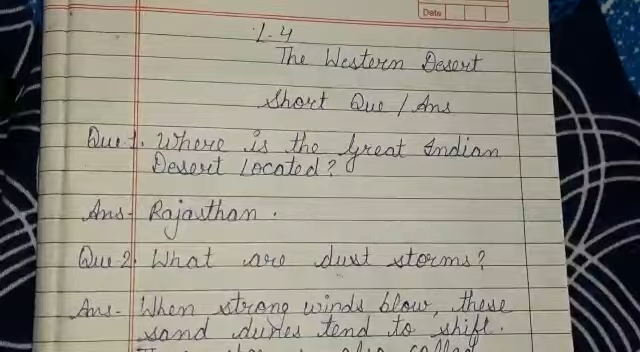 Date
L-4
The Western Desert
Short Que / Ans
Que-1. Where is the Great Indian
Desert Located?
Ans- Rajasthan.
Que-2. What are dust storms?
Ans- When strong winds blow, these
sand dunes tend to shift.